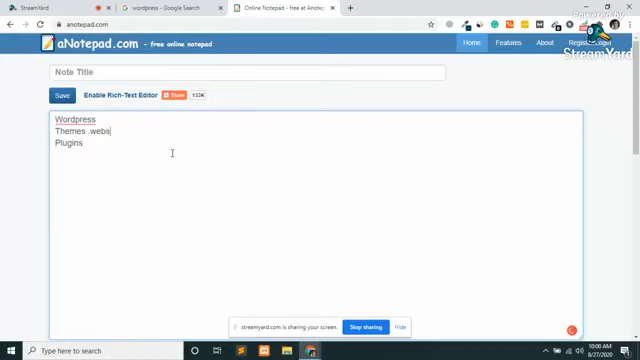 StreamYard
wordpress - Google Search
Online Notepad - free at Anotep
anotepad.com
Powered by
StreamYard
aNotepad.com - free online notepad
Home
Features
About
Register/Login
Note Title
Save
Enable Rich-Text Editor
Share
133K
Wordpress
Themes .webs
Plugins
streamyard.com is sharing your screen.
Stop sharing
Hide
Type here to search
10:00 AM
8/27/2020